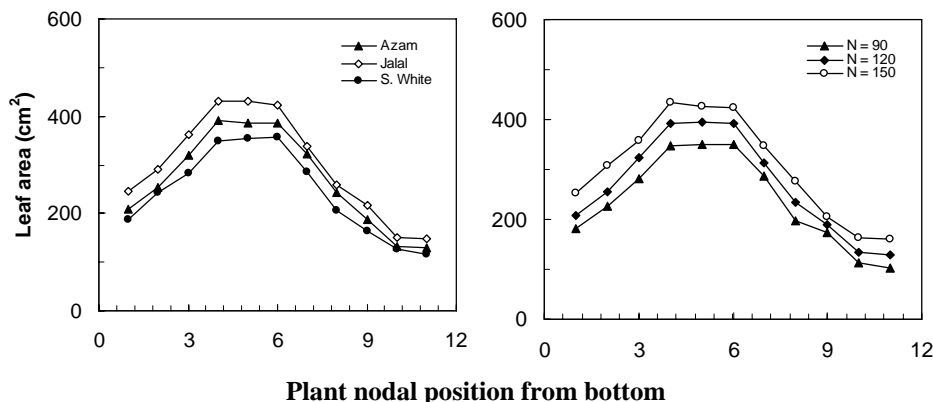 600
400
200
0
Leaf area (cm²)
Azam
Jalal
S. White
0 3 6 9 12
600
400
200
0
N = 90
N = 120
N = 150
0 3 6 9 12
Plant nodal position from bottom